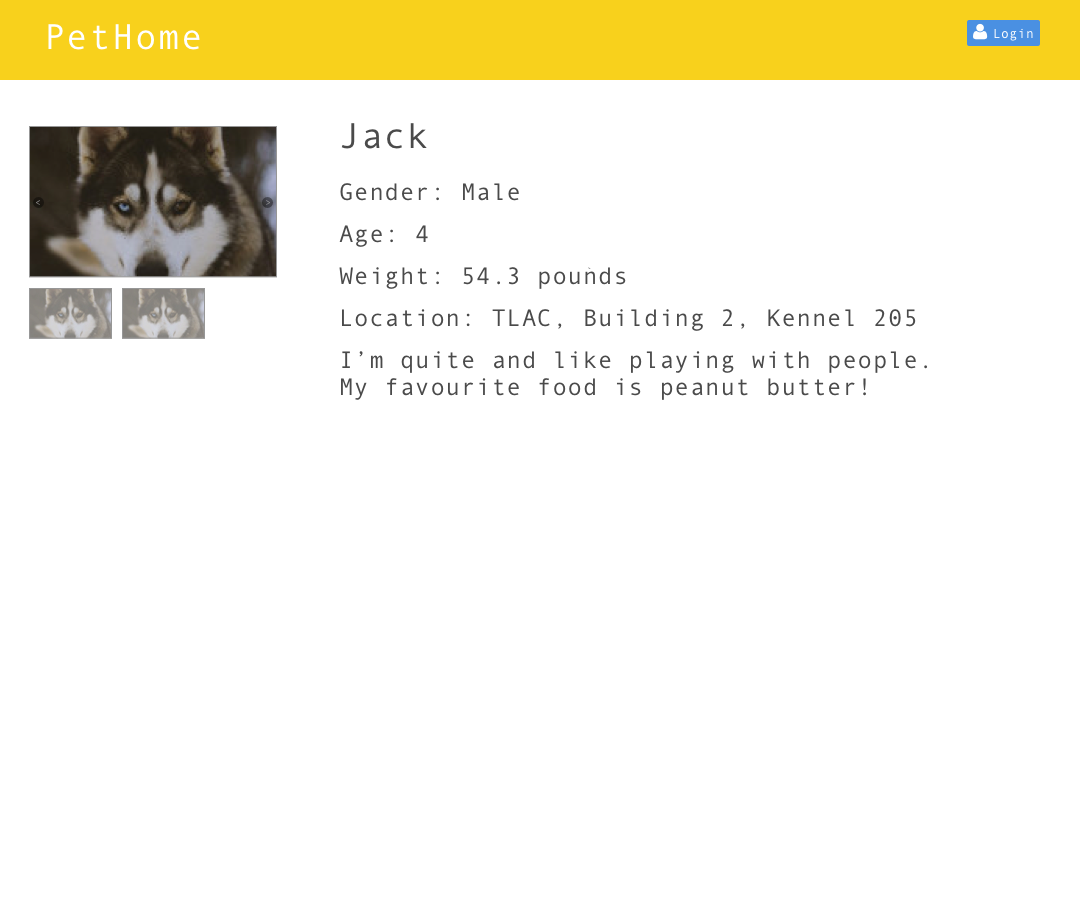 PetHome
Login
Jack
Gender: Male
Age: 4
Weight: 54.3 pounds
Location: TLAC, Building 2, Kennel 205
I’m quite and like playing with people.
My favourite food is peanut butter!